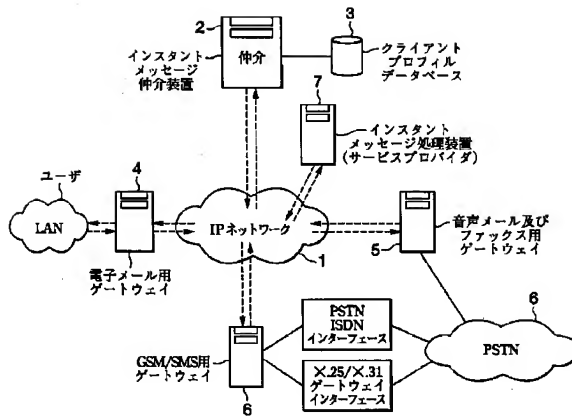 2
仲介
インスタント
メッセージ
仲介装置
3
クライアント
プロフィル
データベース
7
インスタント
メッセージ処理装置
(サービスプロバイダ)
ユーザ
LAN
4
電子メール用
ゲートウェイ
IPネットワーク
1
5
音声メール及び
ファックス用
ゲートウェイ
GSM/SMS用
ゲートウェイ
6
PSTN
ISDN
インターフェース
X.25/X.31
ゲートウェイ
インターフェース
6
PSTN